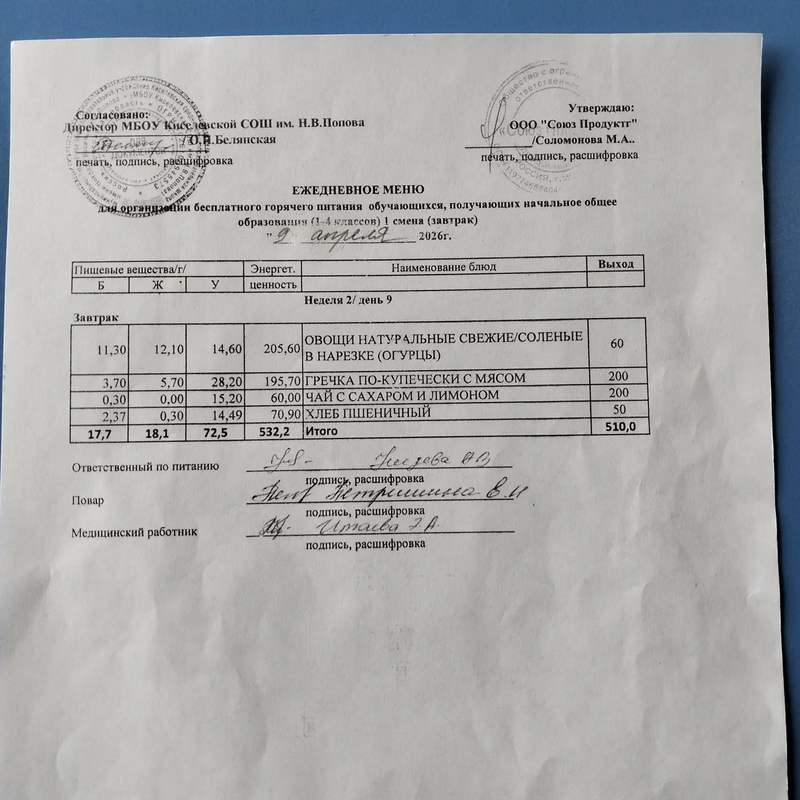 Согласовано:
Директор МБОУ Киселевской СОШ им. Н.В.Попова
/О.Н.Белянская
печать, подпись, расшифровка
Утверждаю:
ООО "Союз Продуктг"
/Соломонова М.А..
печать, подпись, расшифровка
ЕЖЕДНЕВНОЕ МЕНЮ
для организации бесплатного горячего питания обучающихся, получающих начальное общее
образования (1-4 классов) 1 смена (завтрак)
" 9 апреля 2026г.
Пищевые вещества/г/ Энергет. Наименование блюд Выход
Б Ж У ценность
Неделя 2/ день 9
Завтрак
11,30 12,10 14,60 205,60 ОВОЩИ НАТУРАЛЬНЫЕ СВЕЖИЕ/СОЛЕНЫЕ 60
В НАРЕЗКЕ (ОГУРЦЫ)
3,70 5,70 28,20 195,70 ГРЕЧКА ПО-КУПЕЧЕСКИ С МЯСОМ 200
0,30 0,00 15,20 60,00 ЧАЙ С САХАРОМ И ЛИМОНОМ 200
2,37 0,30 14,49 70,90 ХЛЕБ ПШЕНИЧНЫЙ 50
17,7 18,1 72,5 532,2 Итого 510,0
Ответственный по питанию
подпись, расшифровка
Повар Петришина Е.И
подпись, расшифровка
Медицинский работник
подпись, расшифровка